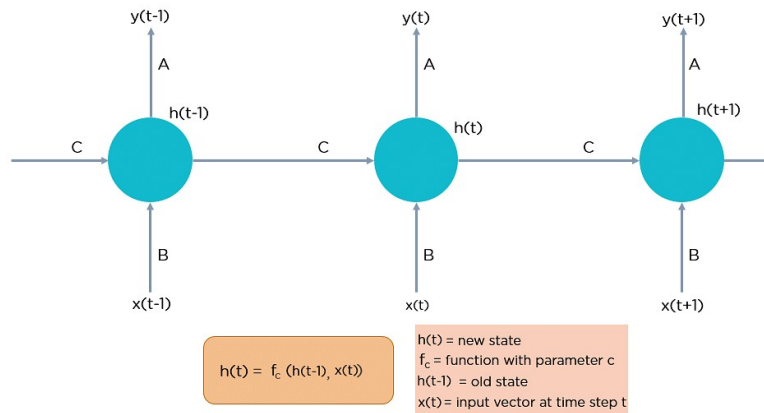 y(t-1) y(t) y(t+1)
A A A
h(t-1) h(t) h(t+1)
C C C
B B B
x(t-1) x(t) x(t+1)
h(t) = fc (h(t-1), x(t))
h(t) = new state
fc = function with parameter c
h(t-1) = old state
x(t) = input vector at time step t